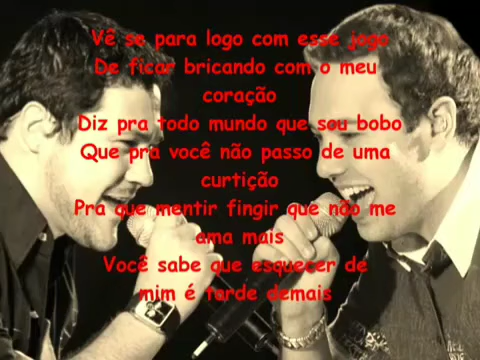 Vê se para logo com esse jogo
De ficar bricando com o meu
coração
Diz pra todo mundo que sou bobo
Que pra você não passo de uma
curtição
Pra que mentir fingir que não me
ama mais
Você sabe que esquecer de
mim é tarde demais